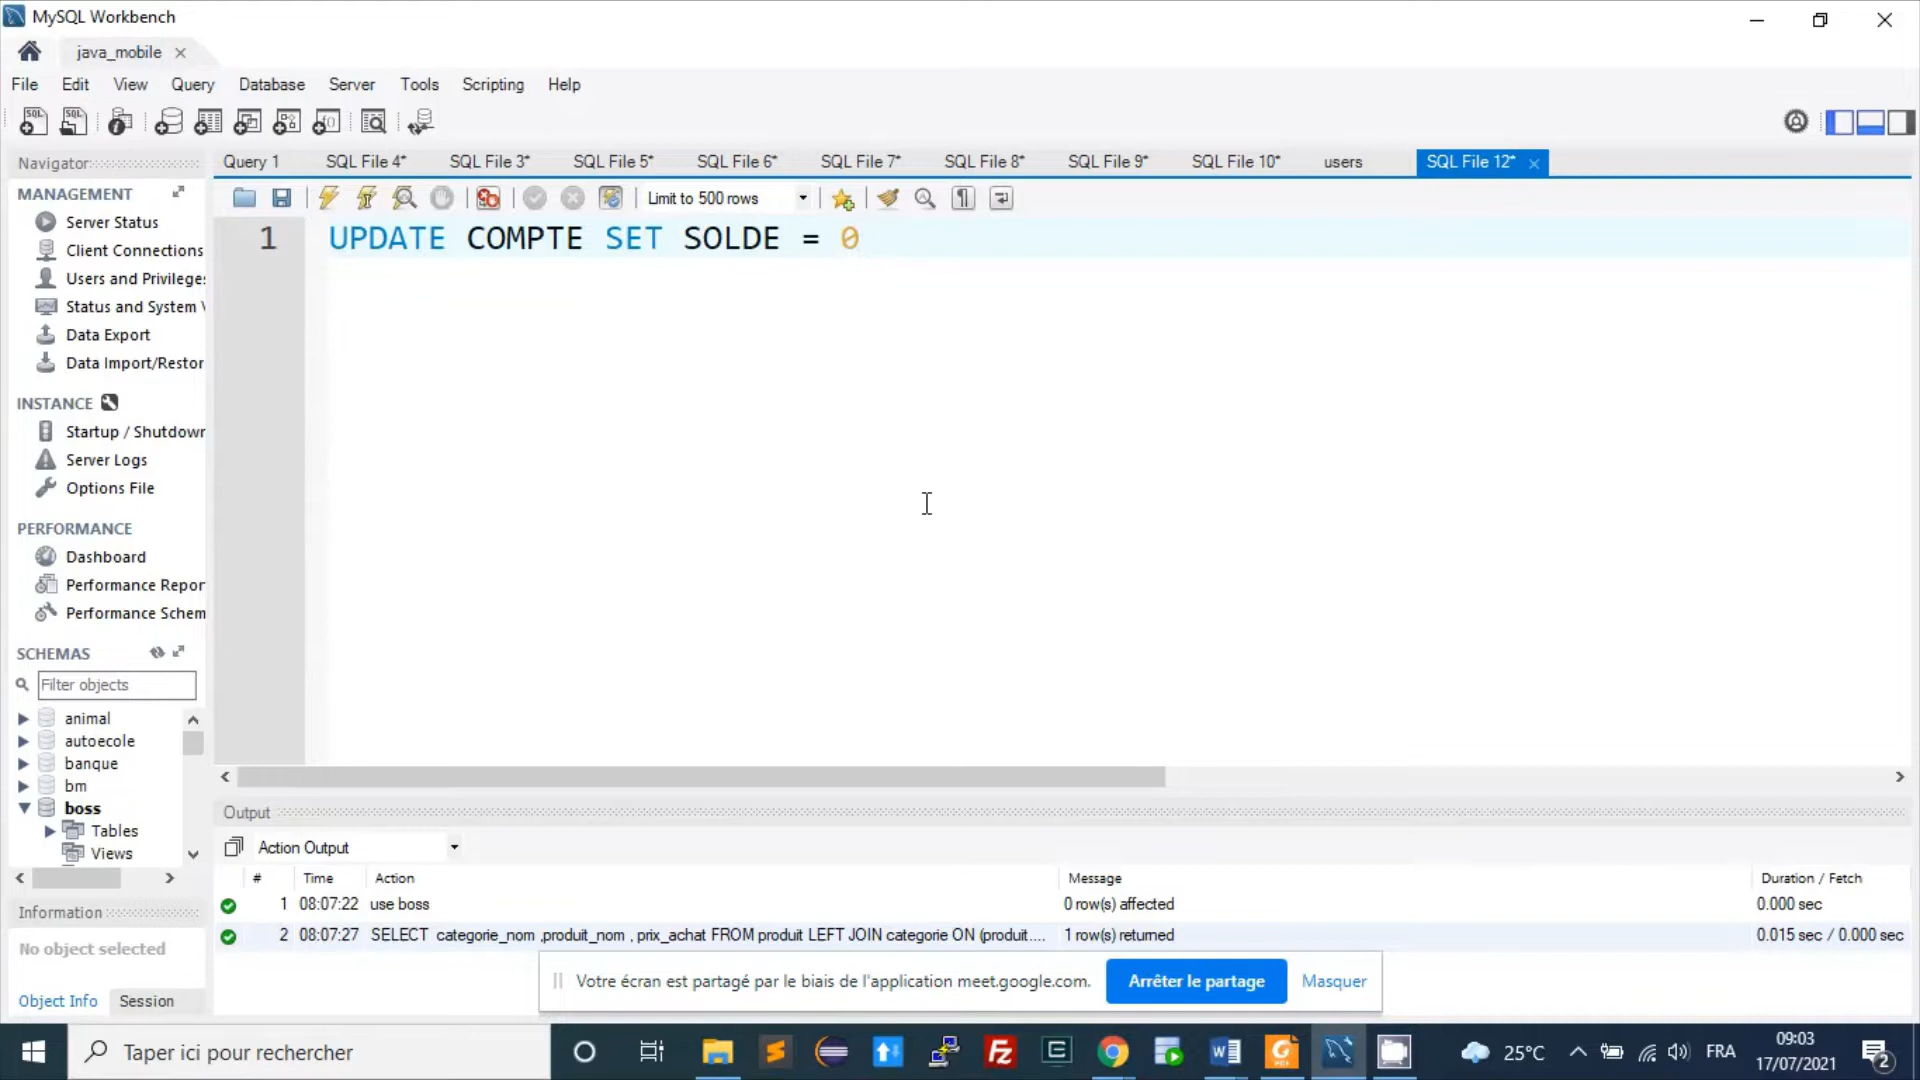 MySQL Workbench
java_mobile
File Edit View Query Database Server Tools Scripting Help
Navigator
Query 1 SQL File 4* SQL File 3* SQL File 5* SQL File 6* SQL File 7* SQL File 8* SQL File 9* SQL File 10* users SQL File 12*
MANAGEMENT
Limit to 500 rows
Server Status
Client Connections
Users and Privileges
Status and System V
Data Export
Data Import/Restor
1 UPDATE COMPTE SET SOLDE = 0
INSTANCE
Startup / Shutdown
Server Logs
Options File
PERFORMANCE
Dashboard
Performance Repor
Performance Schem
SCHEMAS
Filter objects
animal
autoecole
banque
bm
boss
Tables
Views
Output
Action Output
# Time Action Message Duration / Fetch
1 08:07:22 use boss 0 row(s) affected 0.000 sec
2 08:07:27 SELECT categorie_nom ,produit_nom , prix_achat FROM produit LEFT JOIN categorie ON (produit.... 1 row(s) returned 0.015 sec / 0.000 sec
Information
No object selected
Object Info Session
Votre écran est partagé par le biais de l'application meet.google.com. Arrêter le partage Masquer
Taper ici pour rechercher
25°C FRA
09:03
17/07/2021
2